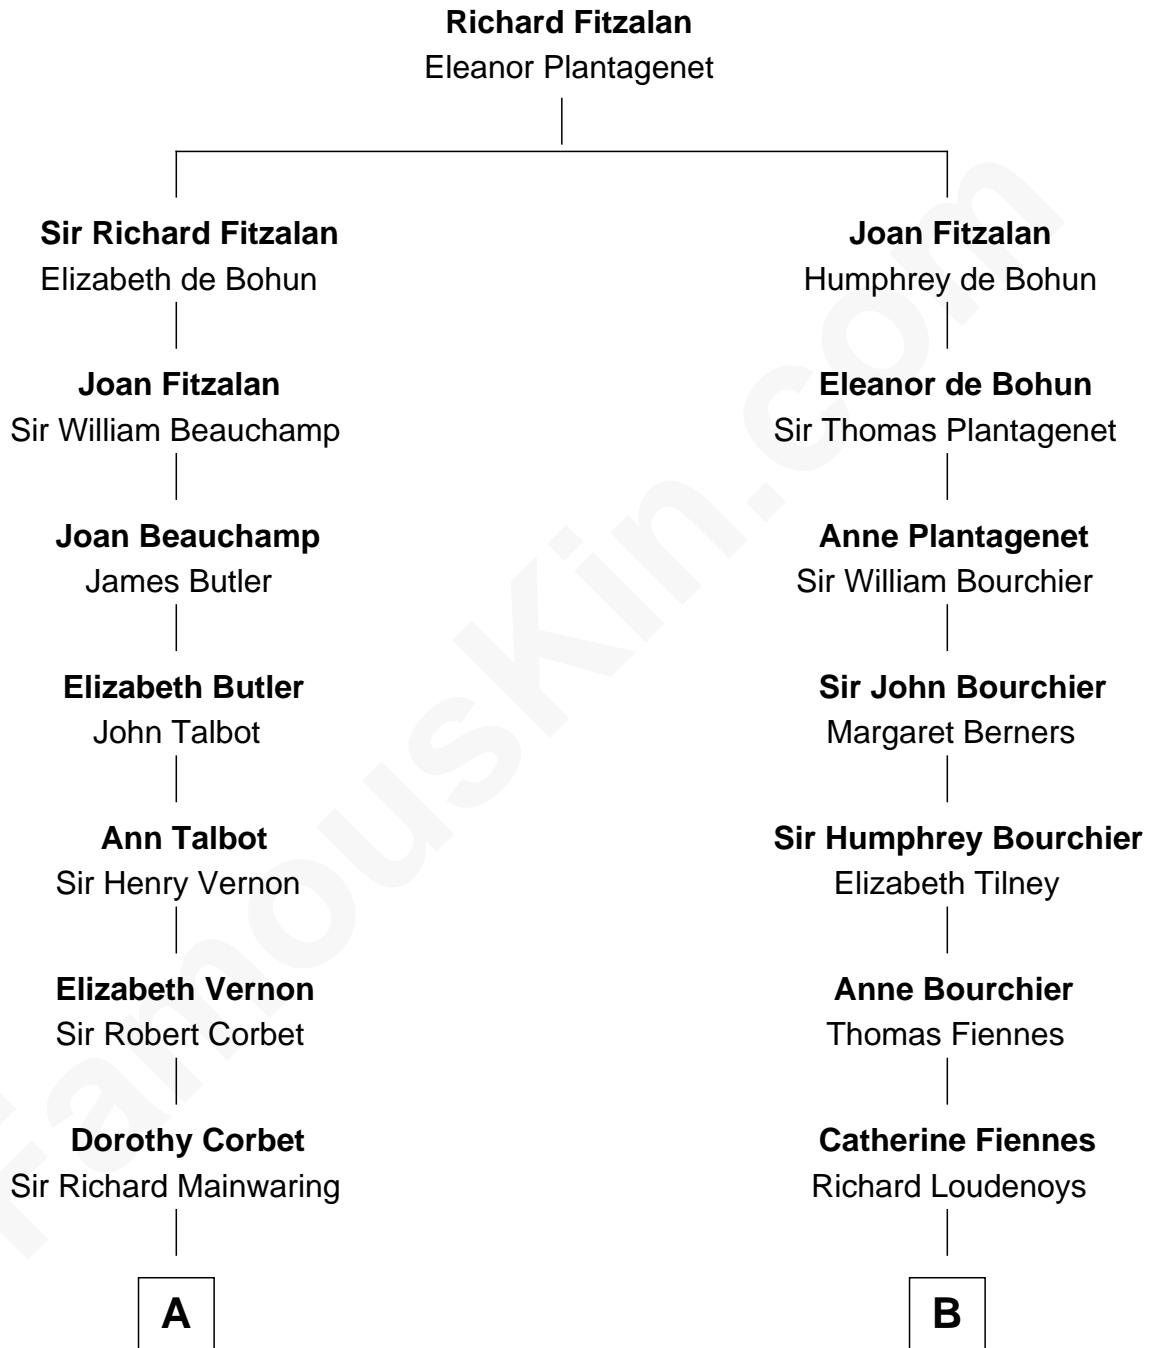 Richard Fitzalan
Eleanor Plantagenet
Sir Richard Fitzalan
Elizabeth de Bohun
Joan Fitzalan
Sir William Beauchamp
Joan Beauchamp
James Butler
Elizabeth Butler
John Talbot
Ann Talbot
Sir Henry Vernon
Elizabeth Vernon
Sir Robert Corbet
Dorothy Corbet
Sir Richard Mainwaring
A
Joan Fitzalan
Humphrey de Bohun
Eleanor de Bohun
Sir Thomas Plantagenet
Anne Plantagenet
Sir William Bourchier
Sir John Bourchier
Margaret Berners
Sir Humphrey Bourchier
Elizabeth Tilney
Anne Bourchier
Thomas Fiennes
Catherine Fiennes
Richard Loudenoys
B
FamousKin.com